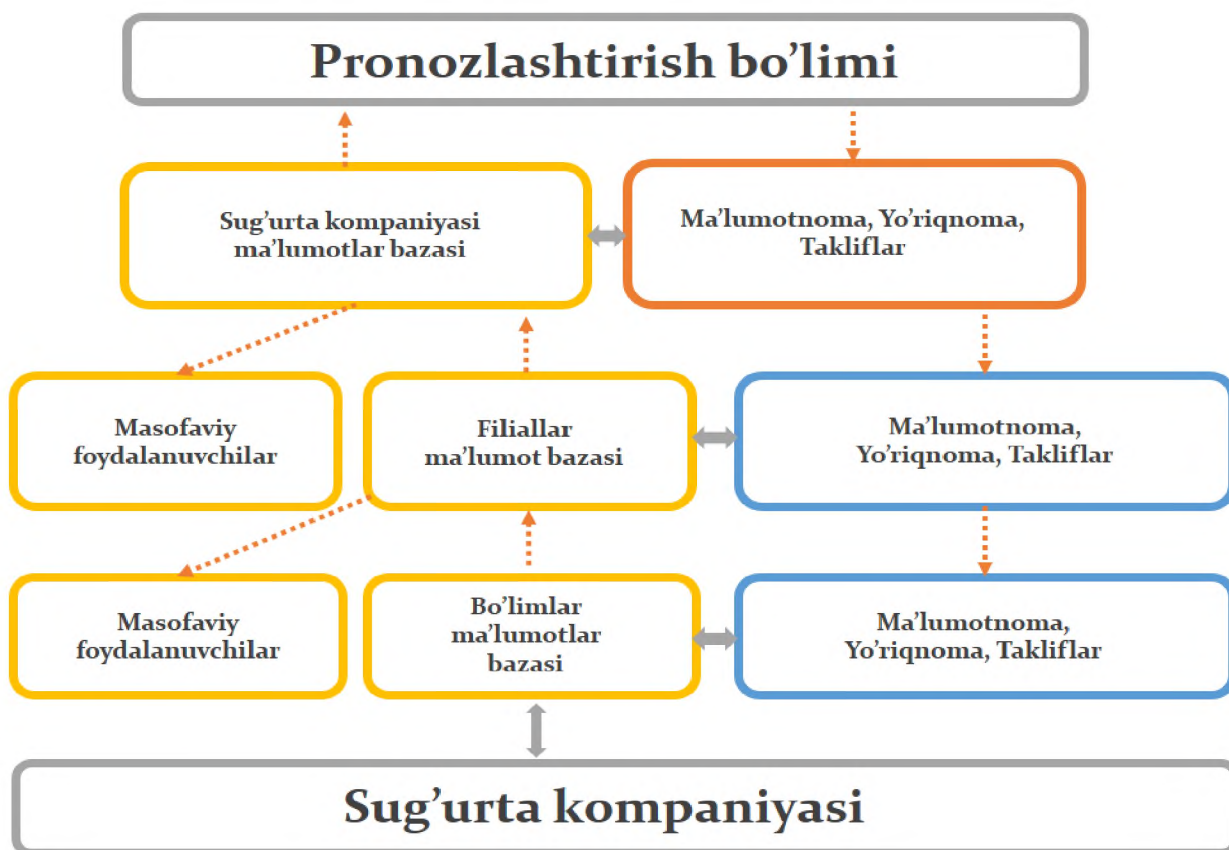 Pronozlashtirish bo’limi
Sug’urta kompaniyasi
ma’lumotlar bazasi
Ma’lumotnoma, Yo’riqnoma,
Takliflar
Masofaviy
foydalanuvchilar
Filiallar
ma’lumot bazasi
Ma’lumotnoma,
Yo’riqnoma, Takliflar
Masofaviy
foydalanuvchilar
Bo’limlar
ma’lumotlar
bazasi
Ma’lumotnoma,
Yo’riqnoma, Takliflar
Sug’urta kompaniyasi